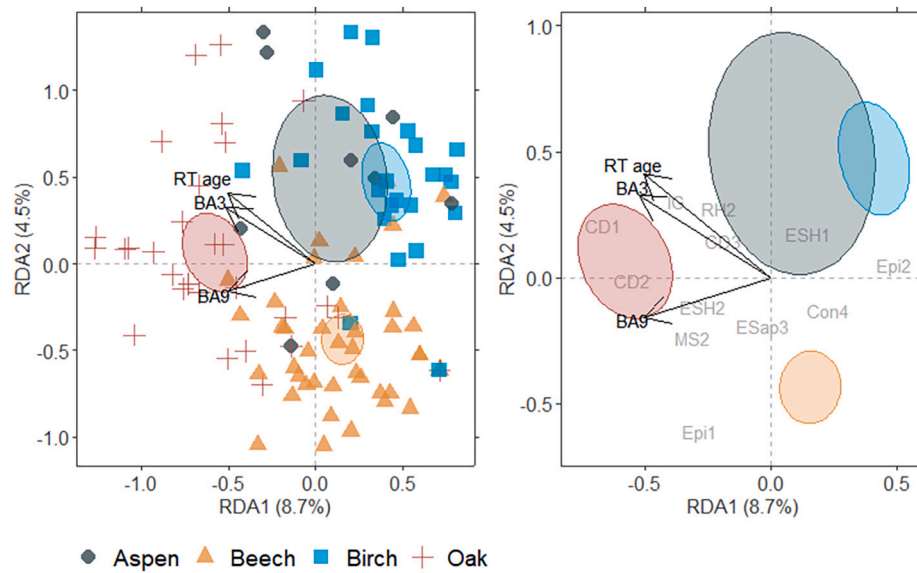 1.0
0.5
0.0
-0.5
-1.0
RDA2 (4.5%)
RT age
BA3
BA9
-1.0
-0.5
0.0
0.5
RDA1 (8.7%)
1.0
0.5
0.0
-0.5
RDA2 (4.5%)
RT age
BA3
IG
RH2
CD1
CD3
ESH1
CD2
Epi2
ESH2
Con4
BA9
ESap3
MS2
Epi1
-0.5
0.0
0.5
RDA1 (8.7%)
Aspen Beech Birch Oak